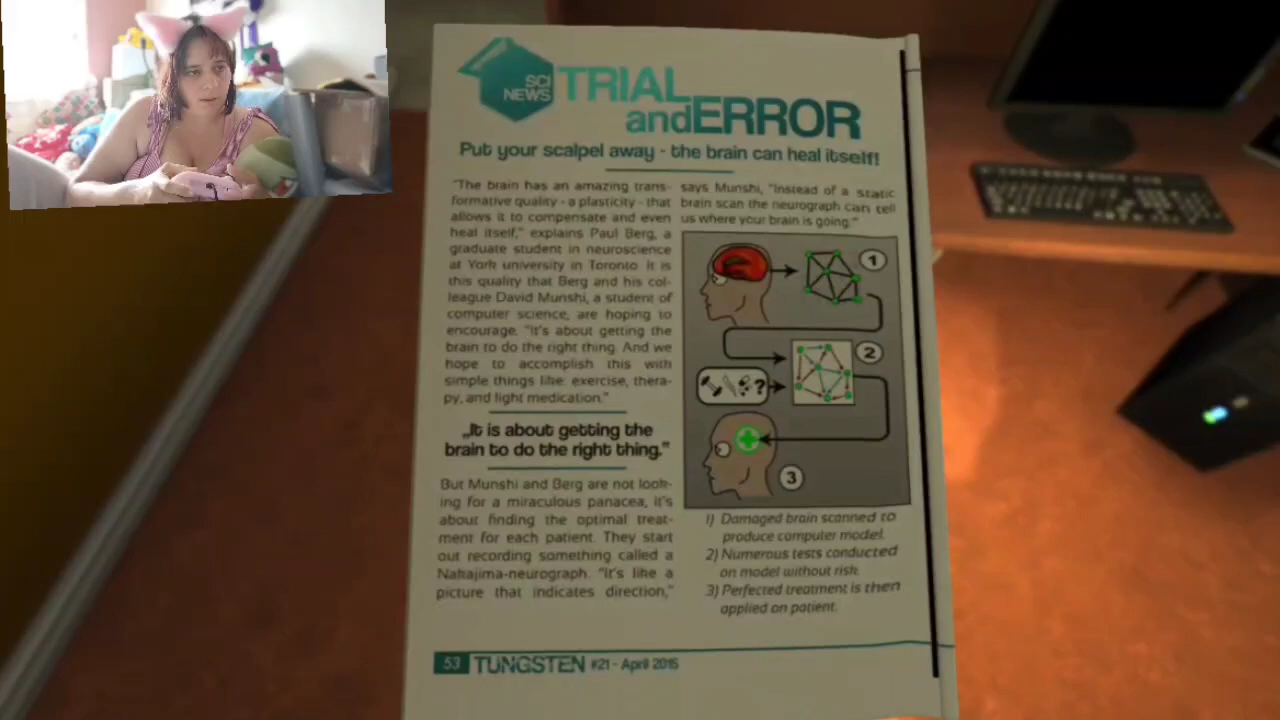 SCI
NEWS
TRIAL
and ERROR
Put your scalpel away - the brain can heal itself!
"The brain has an amazing trans-
formative quality - a plasticity - that
allows it to compensate and even
heal itself," explains Paul Berg, a
graduate student in neuroscience
at York university in Toronto. It is
this quality that Berg and his col-
league David Munshi, a student of
computer science, are hoping to
encourage. "It's about getting the
brain to do the right thing. And we
hope to accomplish this with
simple things like: exercise, thera-
py, and light medication."
„It is about getting the
brain to do the right thing."
But Munshi and Berg are not look-
ing for a miraculous panacea, it's
about finding the optimal treat-
ment for each patient. They start
out recording something called a
Nakajima-neurograph. "It's like a
picture that indicates direction,"
says Munshi, "Instead of a static
brain scan the neurograph can tell
us where your brain is going."
1
2
?
3
1) Damaged brain scanned to
produce computer model.
2) Numerous tests conducted
on model without risk.
3) Perfected treatment is then
applied on patient.
53 TUNGSTEN #21 - April 2015